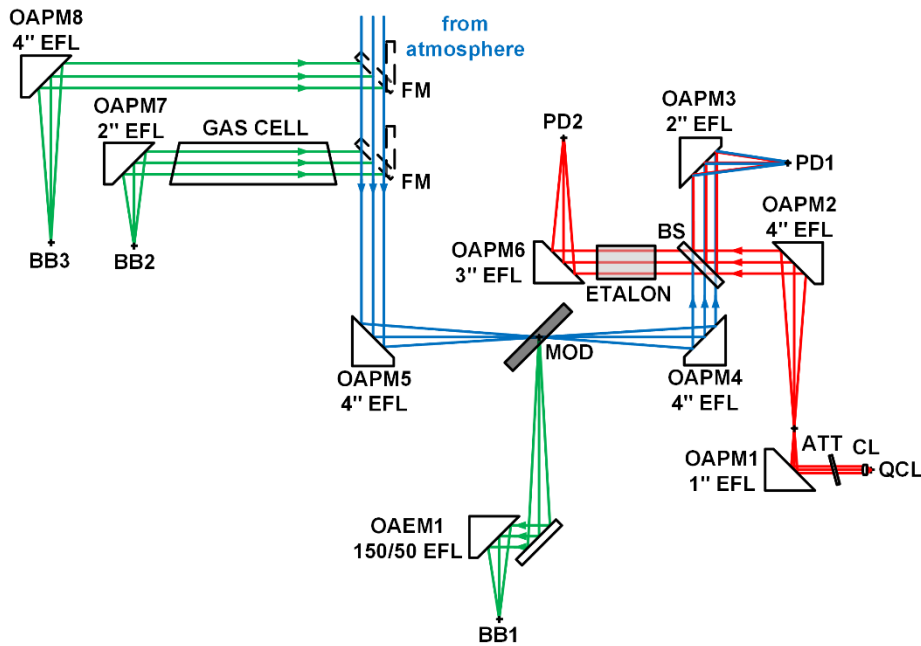 OAPM8
4" EFL
from
atmosphere
FM
OAPM7
2" EFL
GAS CELL
FM
BB3
BB2
PD2
OAPM3
2" EFL
PD1
OAPM2
4" EFL
BS
OAPM6
3" EFL
ETALON
MOD
OAPM5
4" EFL
OAPM4
4" EFL
ATT
CL
QCL
OAPM1
1" EFL
OAEM1
150/50 EFL
BB1